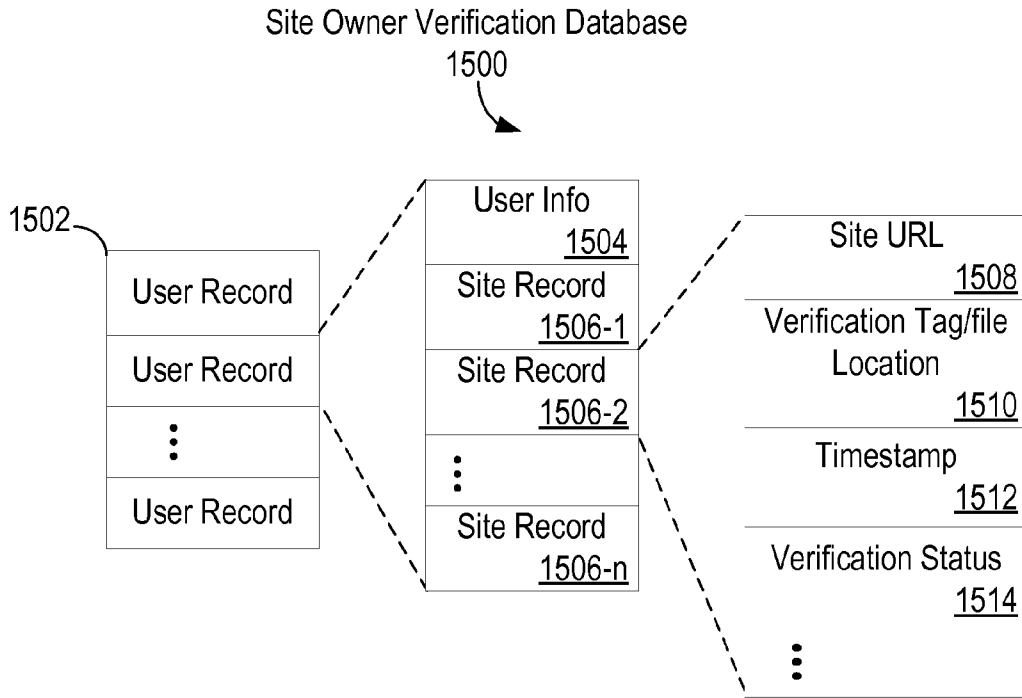 Site Owner Verification Database
1500
1502
User Record
User Record
User Record
User Info
1504
Site Record
1506-1
Site Record
1506-2
Site Record
1506-n
Site URL
1508
Verification Tag/file
Location
1510
Timestamp
1512
Verification Status
1514